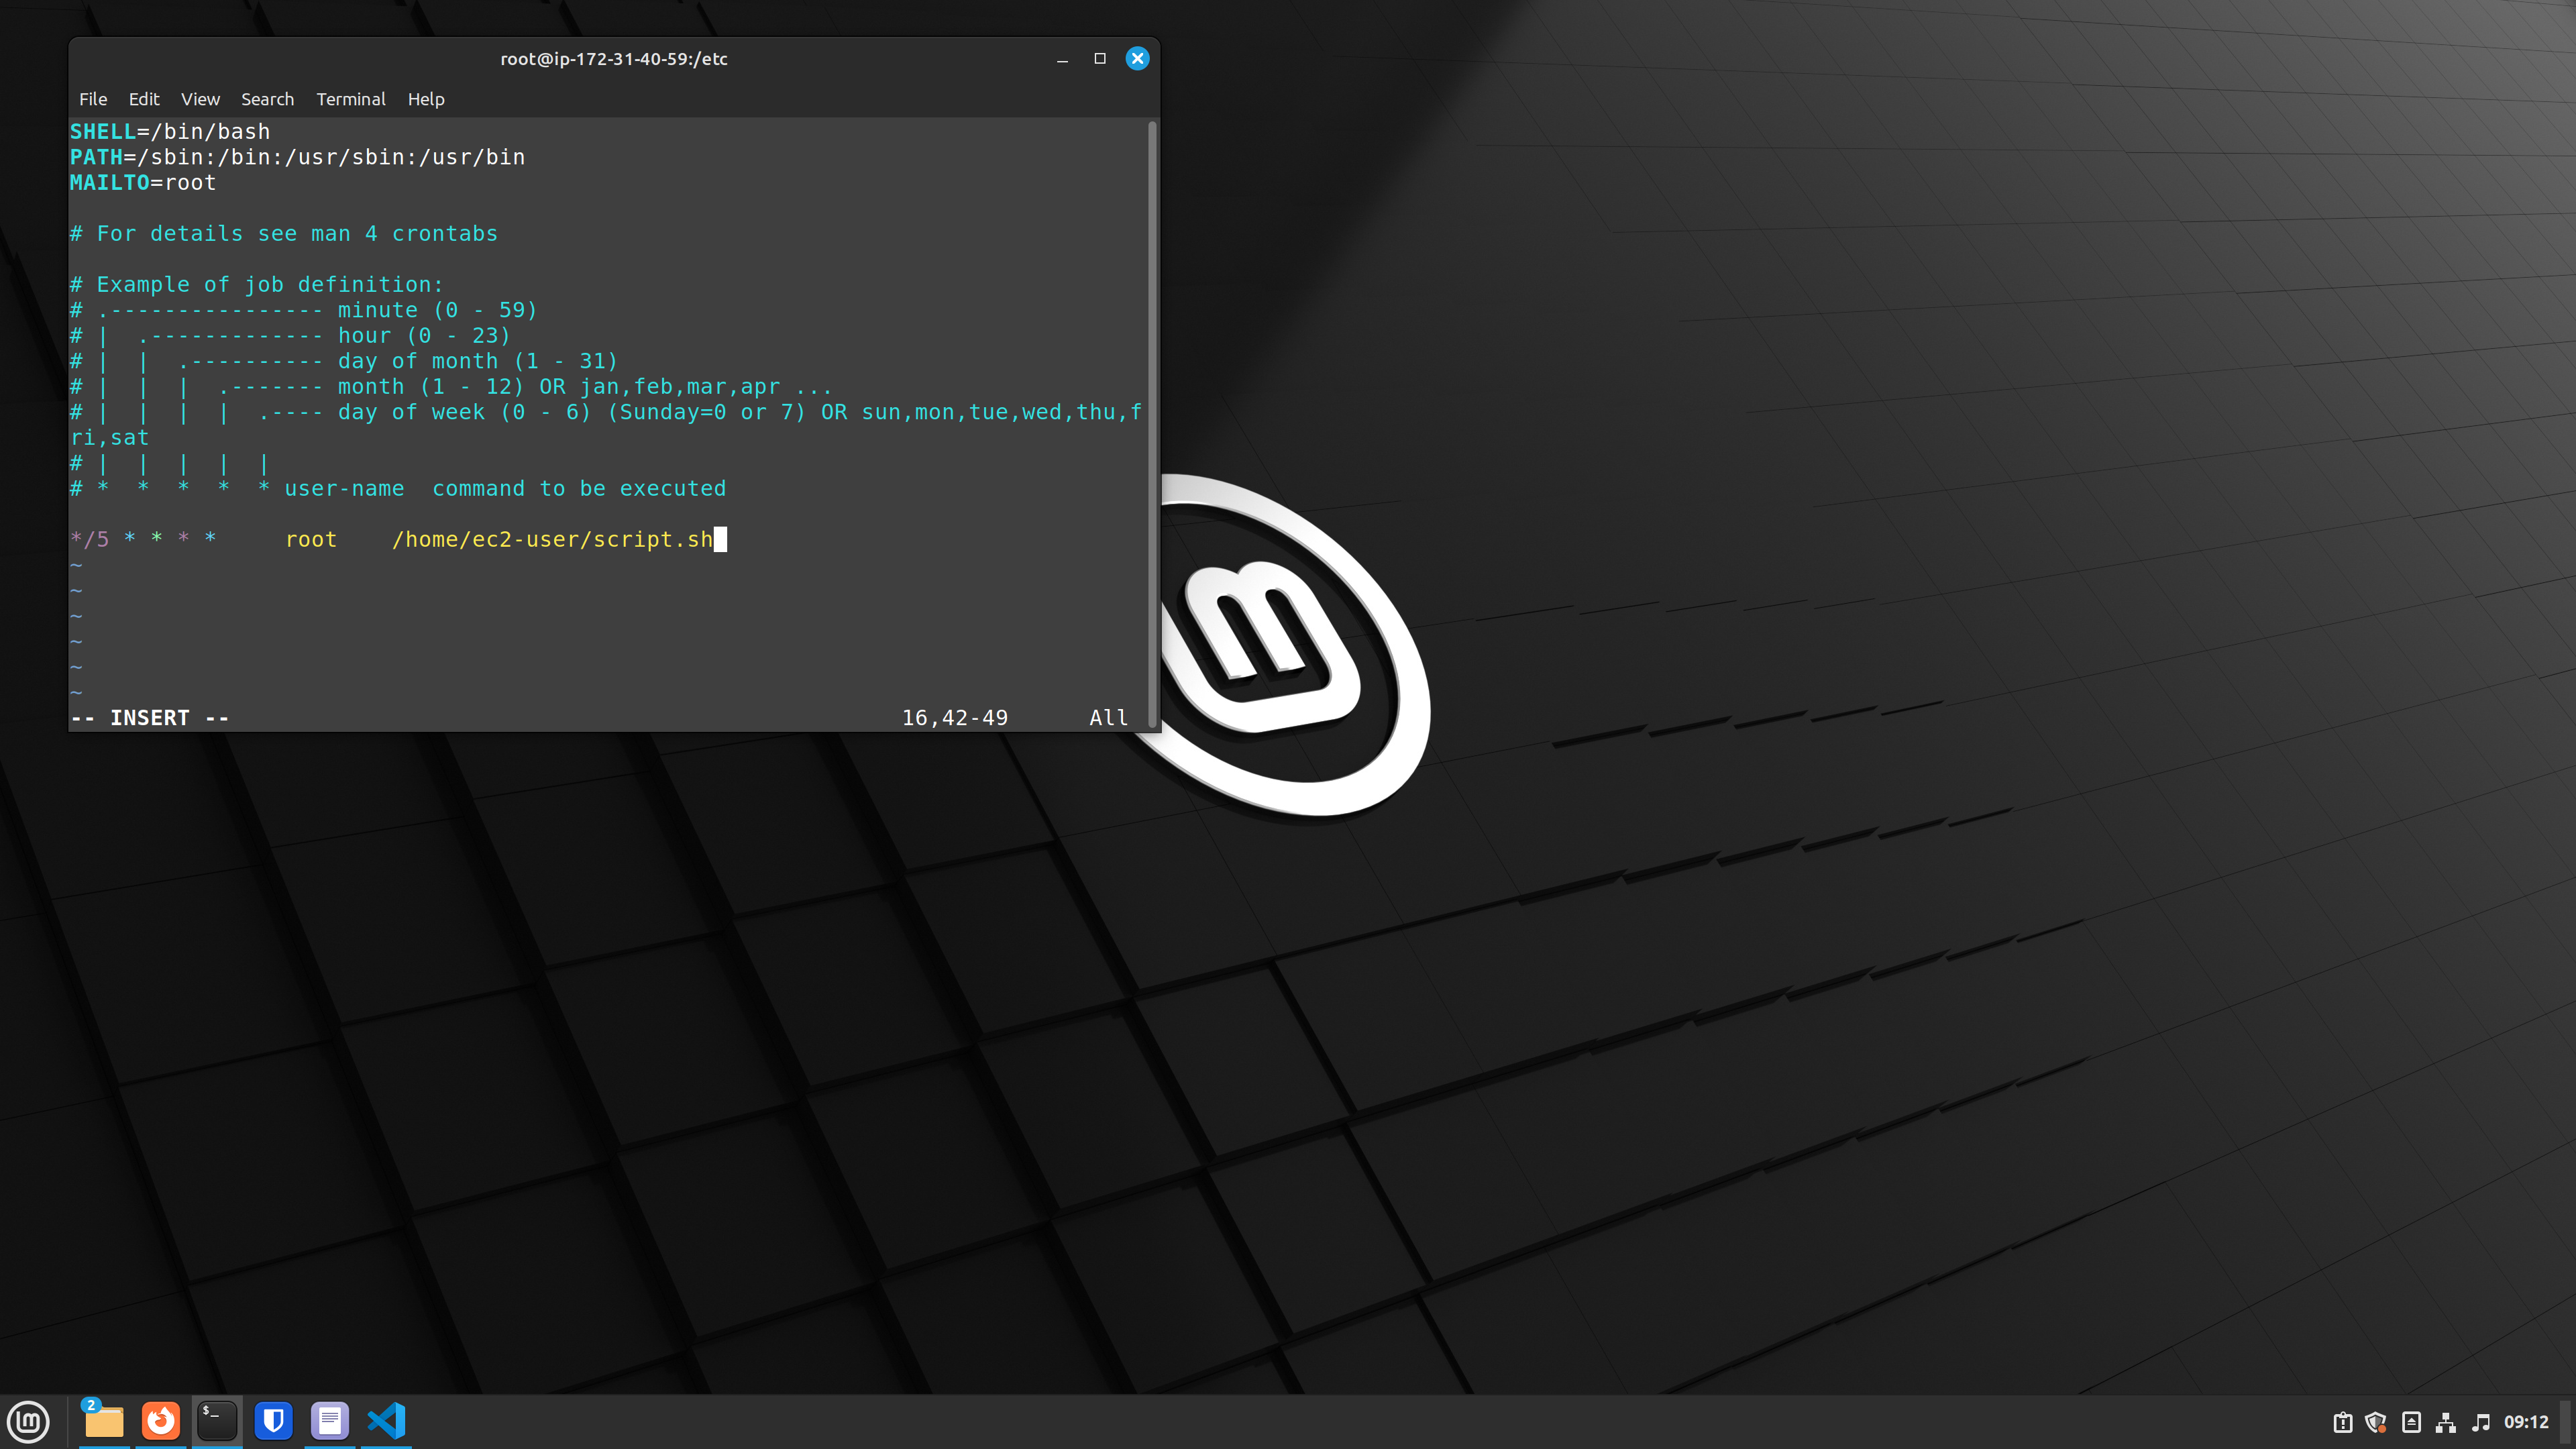 root@ip-172-31-40-59:/etc
File Edit View Search Terminal Help
SHELL=/bin/bash
PATH=/sbin:/bin:/usr/sbin:/usr/bin
MAILTO=root
# For details see man 4 crontabs
# Example of job definition:
# .---------------- minute (0 - 59)
# |  .------------- hour (0 - 23)
# |  |  .---------- day of month (1 - 31)
# |  |  |  .------- month (1 - 12) OR jan,feb,mar,apr ...
# |  |  |  |  .---- day of week (0 - 6) (Sunday=0 or 7) OR sun,mon,tue,wed,thu,f
ri,sat
# |  |  |  |  |
# *  *  *  *  * user-name  command to be executed
*/5 * * * *     root    /home/ec2-user/script.sh
~
~
~
~
~
~
-- INSERT --                                                  16,42-49      All
2
$_
09:12